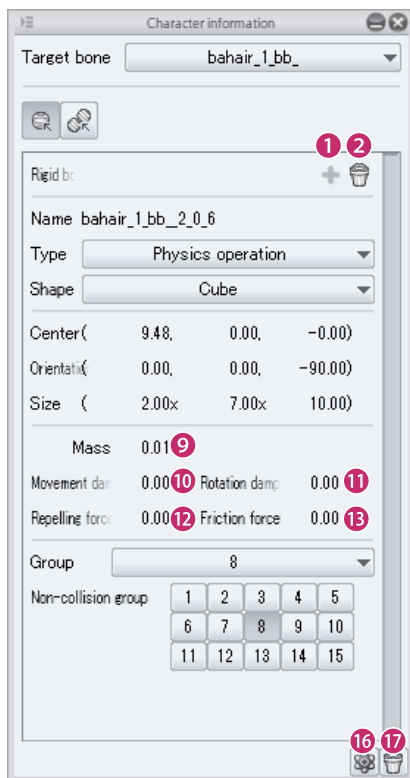 Character information
Target bone bahair_1_bb_
1 2
Rigid
Name bahair_1_bb__2_0_6
Type Physics operation
Shape Cube
Center( 9.48, 0.00, -0.00)
Orientati( 0.00, 0.00, -90.00)
Size ( 2.00x 7.00x 10.00)
Mass 0.01 9
Movement 0.00 10 Rotation damp 0.00 11
Repelling forc 0.00 12 Friction force 0.00 13
Group 8
Non-collision group 1 2 3 4 5
6 7 8 9 10
11 12 13 14 15
16 17